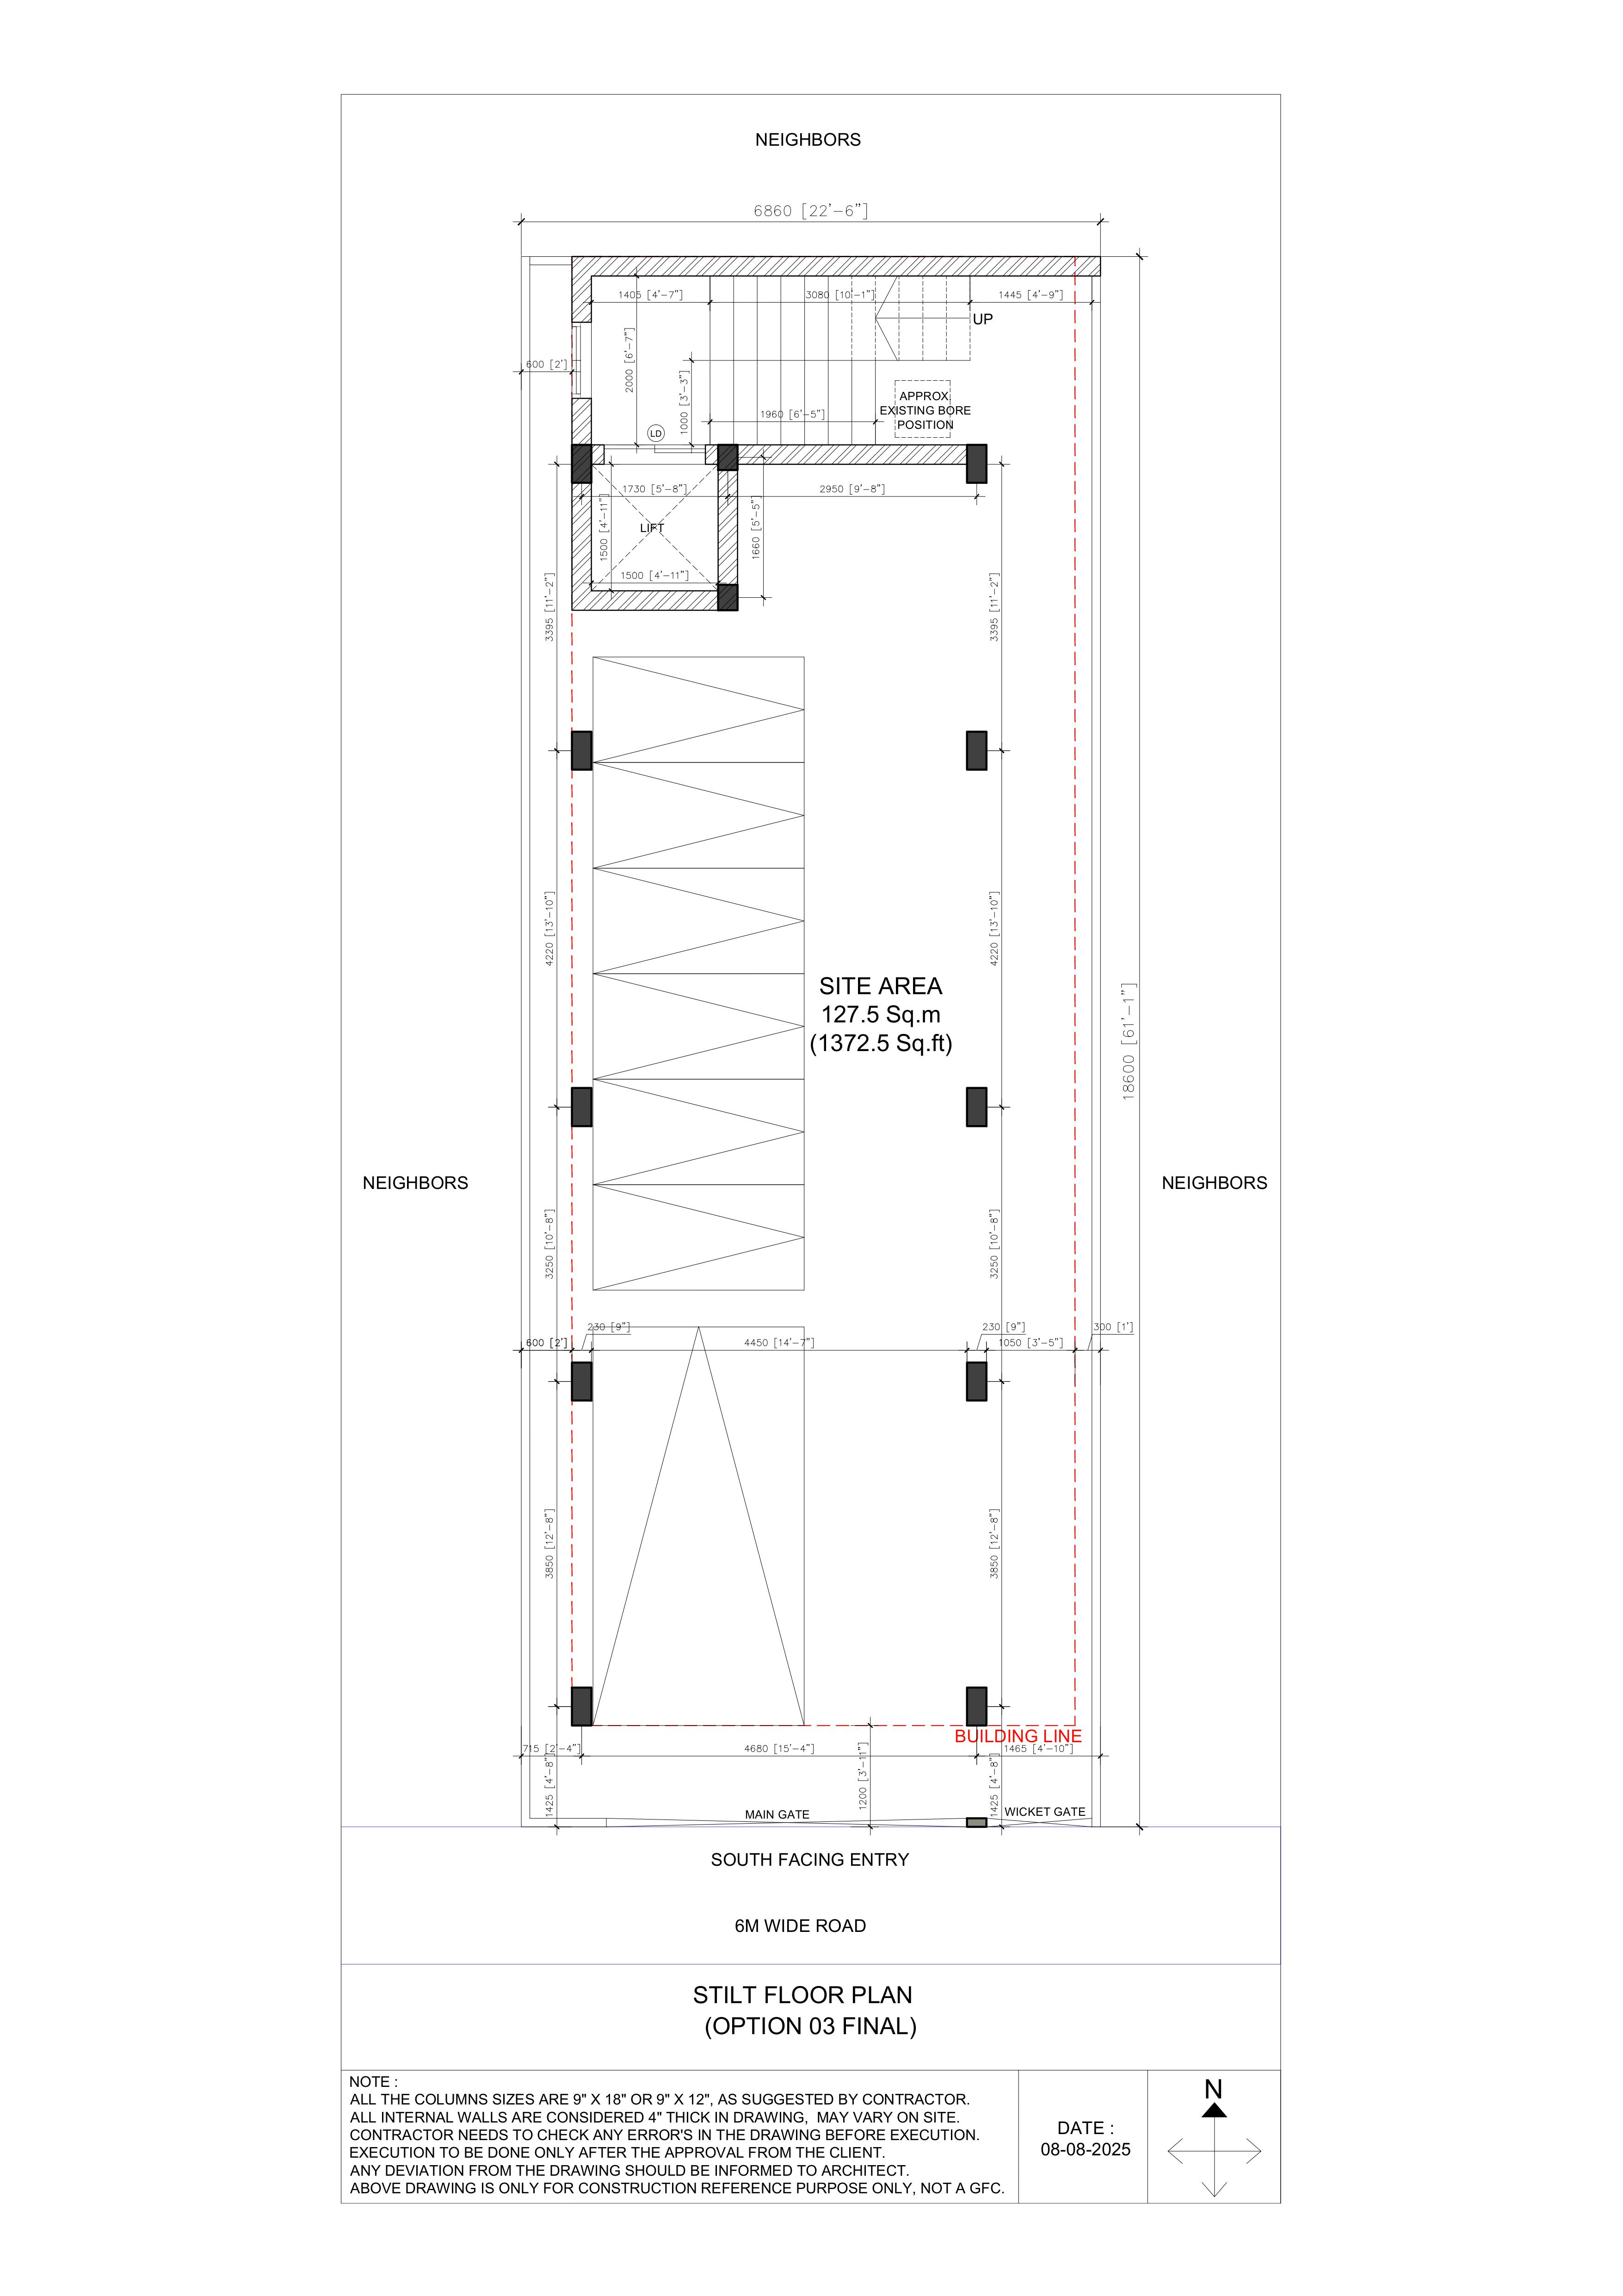 NEIGHBORS
6860 [22'-6"]
1405 [4'-7"]
3080 [10'-1"]
1445 [4'-9"]
UP
600 [2']
2000 [6'-7"]
1000 [3'-3"]
APPROX
EXISTING BORE
POSITION
1960 [6'-5"]
LD
1730 [5'-8"]
2950 [9'-8"]
1500 [4'-11"]
LIFT
1660 [5'-5"]
1500 [4'-11"]
3395 [11'-2"]
3395 [11'-2"]
4220 [13'-10"]
4220 [13'-10"]
SITE AREA
127.5 Sq.m
(1372.5 Sq.ft)
18600 [61'-1"]
NEIGHBORS
NEIGHBORS
3250 [10'-8"]
3250 [10'-8"]
230 [9"]
230 [9"]
300 [1']
600 [2']
4450 [14'-7"]
1050 [3'-5"]
3850 [12'-8"]
3850 [12'-8"]
BUILDING LINE
715 [2'-4"]
4680 [15'-4"]
1465 [4'-10"]
1425 [4'-8"]
1200 [3'-11"]
1425 [4'-8"]
MAIN GATE
WICKET GATE
SOUTH FACING ENTRY
6M WIDE ROAD
STILT FLOOR PLAN
(OPTION 03 FINAL)
NOTE :
ALL THE COLUMNS SIZES ARE 9" X 18" OR 9" X 12", AS SUGGESTED BY CONTRACTOR.
ALL INTERNAL WALLS ARE CONSIDERED 4" THICK IN DRAWING, MAY VARY ON SITE.
CONTRACTOR NEEDS TO CHECK ANY ERROR'S IN THE DRAWING BEFORE EXECUTION.
EXECUTION TO BE DONE ONLY AFTER THE APPROVAL FROM THE CLIENT.
ANY DEVIATION FROM THE DRAWING SHOULD BE INFORMED TO ARCHITECT.
ABOVE DRAWING IS ONLY FOR CONSTRUCTION REFERENCE PURPOSE ONLY, NOT A GFC.
DATE :
08-08-2025
N